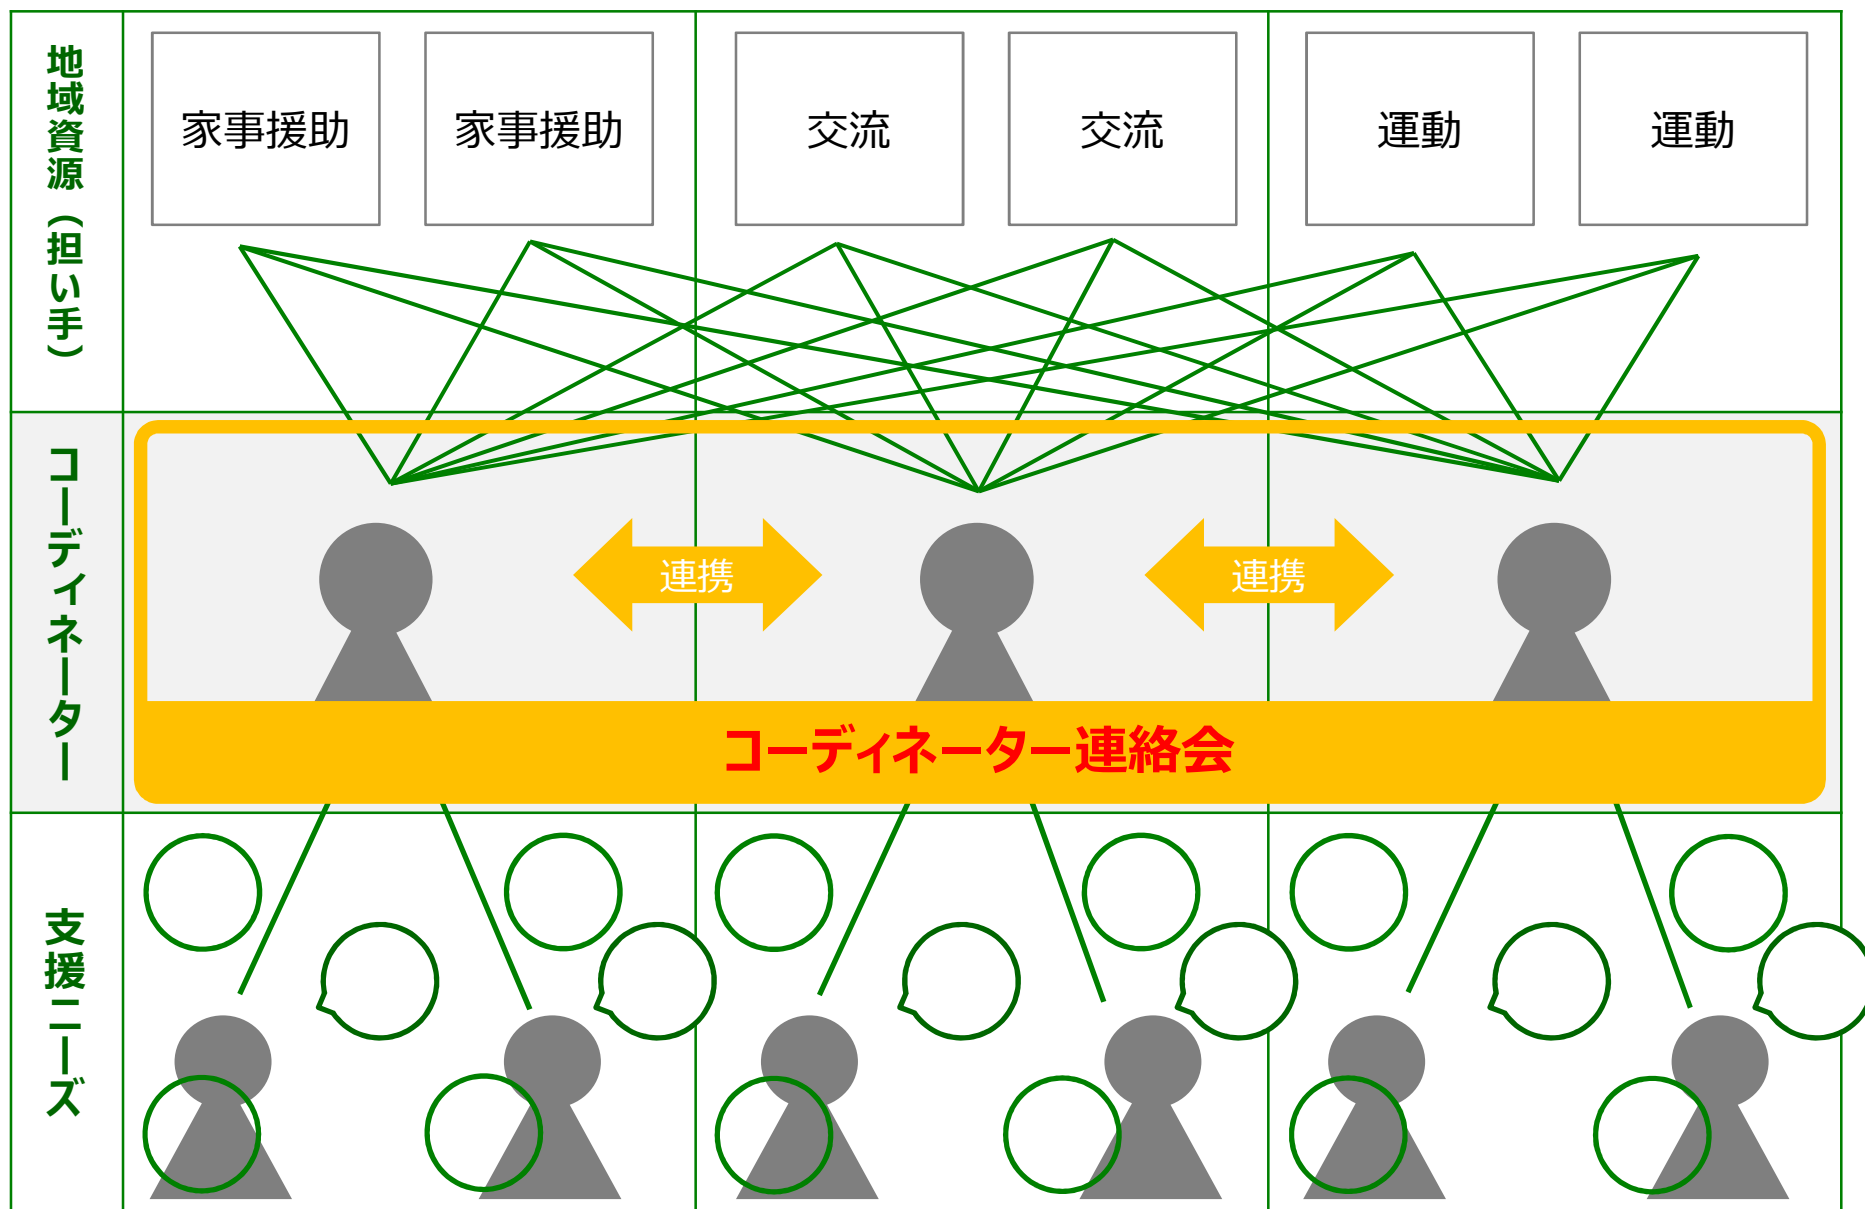 地域資源（担い手）
家事援助
家事援助
交流
交流
運動
運動
コーディネーター
連携
連携
コーディネーター連絡会
支援ニーズ